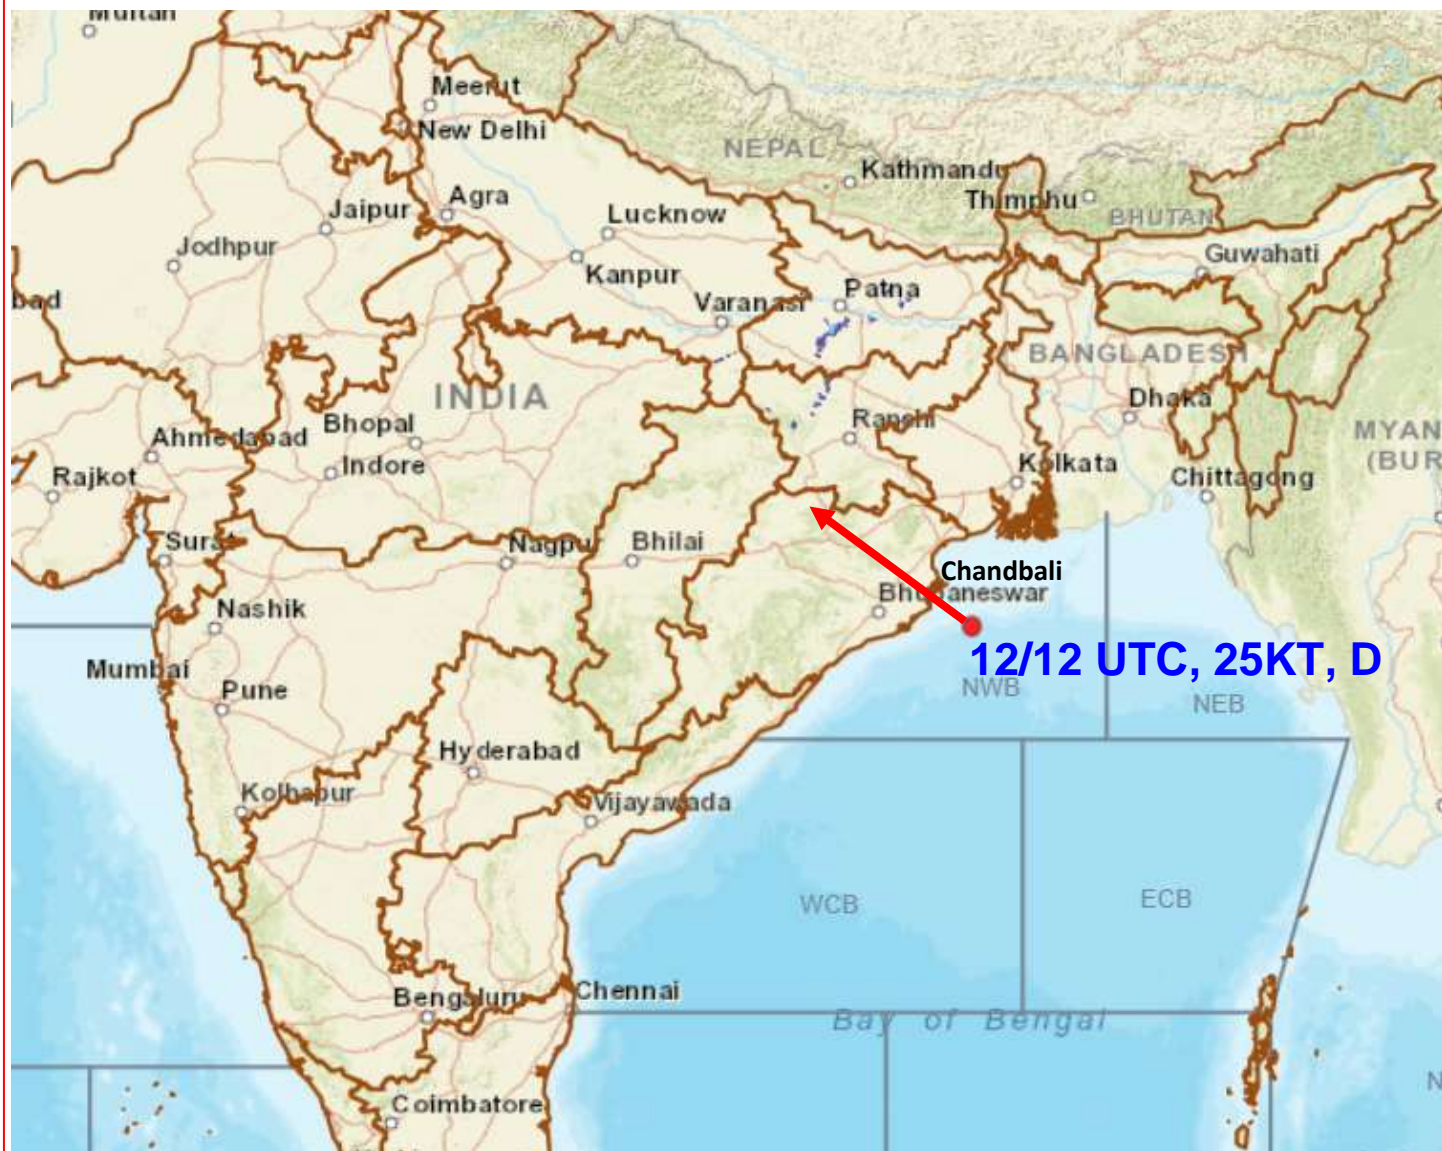 Multan
Meerut
New Delhi
NEPAL
Kathmandu
Thimphu
BHUTAN
Agra
Lucknow
Jaipur
Jodhpur
Guwahati
Kanpur
bad
Varanasi
Patna
BANGLADESH
INDIA
Dhaka
Bhopal
Ranchi
Ahmedabad
MYAN
(BUR
Indore
Kolkata
Rajkot
Chittagong
Surat
Nagpur
Bhilai
Chandbali
Bhubaneswar
Nashik
12/12 UTC, 25KT, D
Mumbai
Pune
NWB
NEB
Hyderabad
Kolhapur
Vijayawada
WCB
ECB
Bengaluru
Chennai
Bay of Bengal
N
Coimbatore